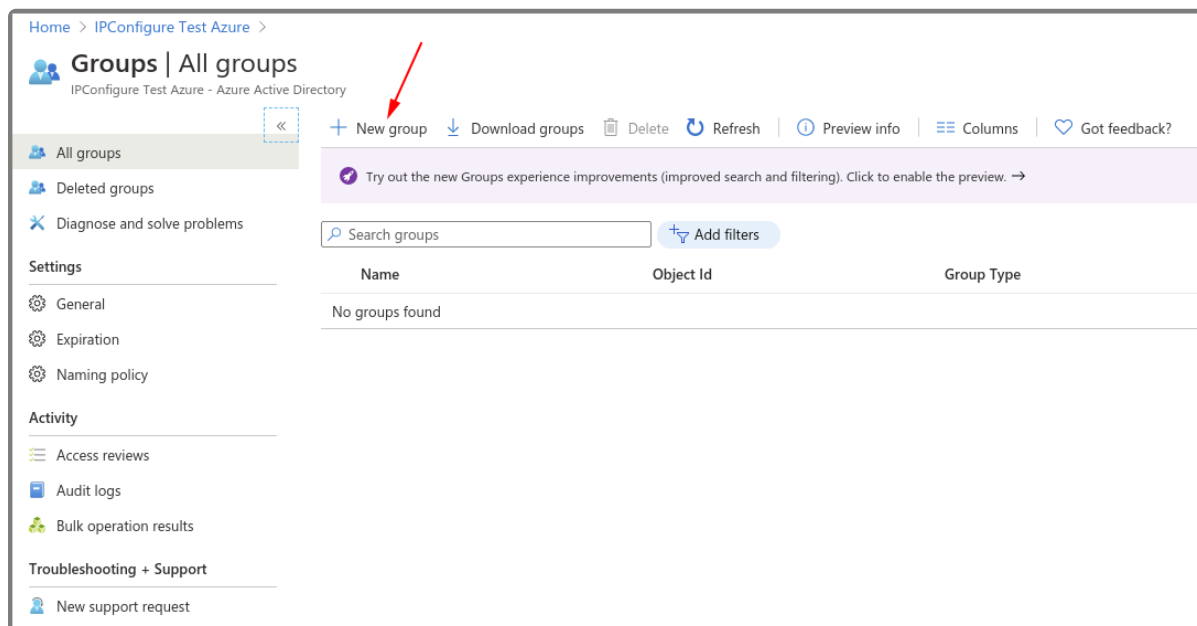 Home > IPConfigure Test Azure >
Groups | All groups
IPConfigure Test Azure - Azure Active Directory
«
New group Download groups Delete Refresh Preview info Columns Got feedback?
All groups
Deleted groups
Diagnose and solve problems
Settings
General
Expiration
Naming policy
Activity
Access reviews
Audit logs
Bulk operation results
Troubleshooting + Support
New support request
Try out the new Groups experience improvements (improved search and filtering). Click to enable the preview. →
Search groups Add filters
Name Object Id Group Type
No groups found